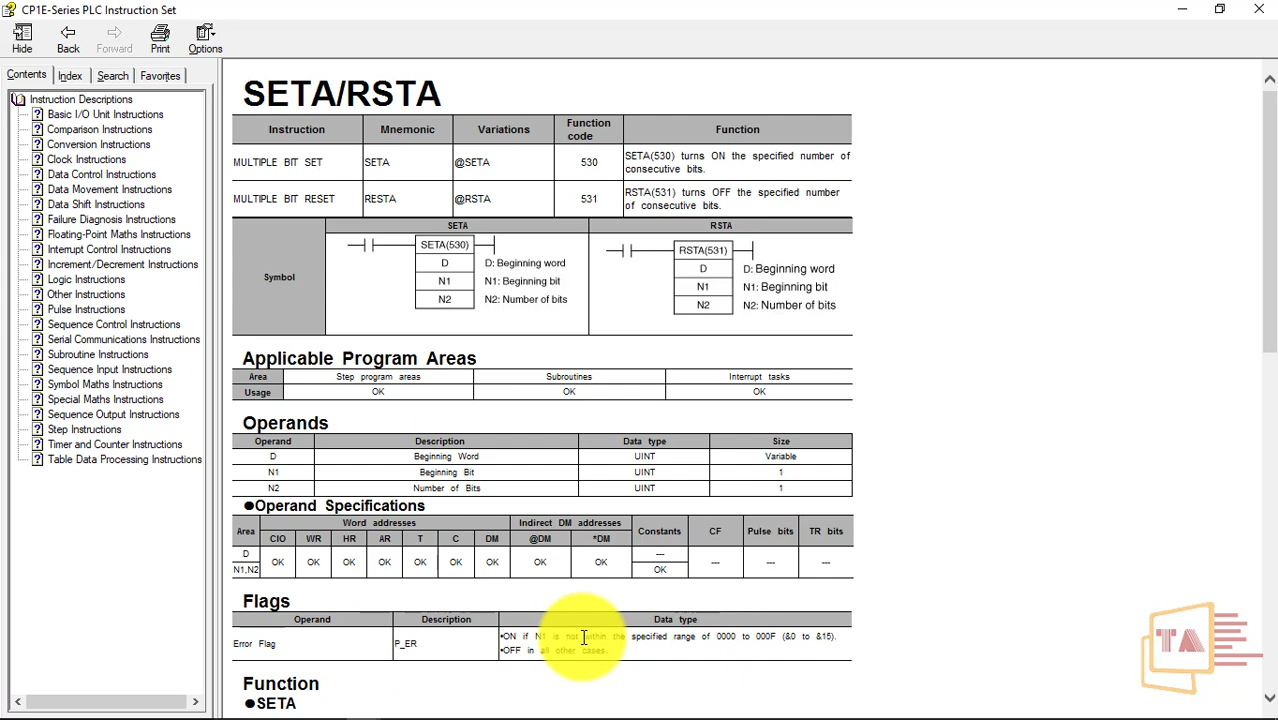 CP1E-Series PLC Instruction Set
Hide Back Forward Print Options
Contents Index Search Favorites
Instruction Descriptions
Basic I/O Unit Instructions
Comparison Instructions
Conversion Instructions
Clock Instructions
Data Control Instructions
Data Movement Instructions
Data Shift Instructions
Failure Diagnosis Instructions
Floating-Point Maths Instructions
Interrupt Control Instructions
Increment/Decrement Instructions
Logic Instructions
Other Instructions
Pulse Instructions
Sequence Control Instructions
Serial Communications Instructions
Subroutine Instructions
Sequence Input Instructions
Symbol Maths Instructions
Special Maths Instructions
Sequence Output Instructions
Step Instructions
Timer and Counter Instructions
Table Data Processing Instructions
SETA/RSTA
Instruction Mnemonic Variations Function code Function
MULTIPLE BIT SET SETA @SETA 530 SETA(530) turns ON the specified number of
consecutive bits.
MULTIPLE BIT RESET RESTA @RSTA 531 RSTA(531) turns OFF the specified number
of consecutive bits.
Symbol
SETA RSTA
SETA(530)
D D: Beginning word
N1 N1: Beginning bit
N2 N2: Number of bits
RSTA(531)
D D: Beginning word
N1 N1: Beginning bit
N2 N2: Number of bits
Applicable Program Areas
Area Step program areas Subroutines Interrupt tasks
Usage OK OK OK
Operands
Operand Description Data type Size
D Beginning Word UINT Variable
N1 Beginning Bit UINT 1
N2 Number of Bits UINT 1
●Operand Specifications
Area Word addresses Indirect DM addresses Constants CF Pulse bits TR bits
CIO WR HR AR T C DM @DM *DM
D OK OK OK OK OK OK OK OK OK --- --- --- ---
N1,N2 OK
Flags
Operand Description Data type
Error Flag P_ER •ON if N1 is not within the specified range of 0000 to 000F (&0 to &15).
•OFF in all other cases.
Function
●SETA
TA